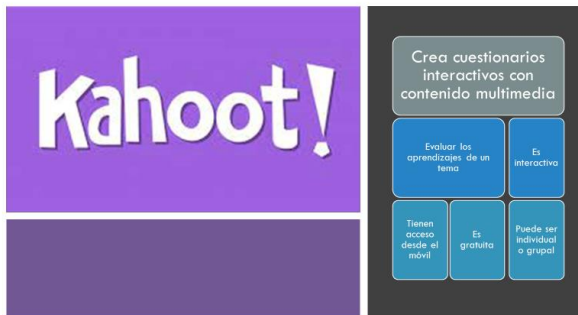 Kahoot!
Crea cuestionarios
interactivos con
contenido multimedia
Evaluar los
aprendizajes de un
tema
Es
interactiva
Tienen
acceso
desde el
móvil
Es
gratuita
Puede ser
individual
o grupal